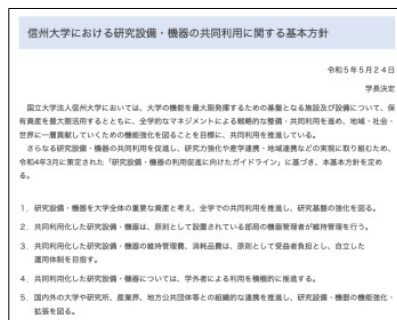 信州大学における研究設備・機器の共同利用に関する基本方針
令和5年5月24日
学長決定
国立大学法人信州大学においては、大学の機能を最大限発揮するための基盤となる施設及び設備について、保
有資産を最大限活用するとともに、全学的なマネジメントによる戦略的な整備・共同利用を進め、地域・社会・
世界に一層貢献していくための機能強化を図ることを目標に、共同利用を推進している。
さらなる研究設備・機器の共同利用を促進し、研究力強化や産学連携・地域連携などの実現に取り組むため、
令和4年3月に策定された「研究設備・機器の利用促進に向けたガイドライン」に基づき、本基本方針を定め
る。
1．研究設備・機器を大学全体の重要な資産と考え、全学での共同利用を推進し、研究基盤の強化を図る。
2．共同利用化した研究設備・機器は、原則として設置されている部局の機器管理者が維持管理を行う。
3．共同利用化した研究設備・機器の維持管理費、消耗品費は、原則として受益者負担とし、自立した
運用体制を目指す。
4．共同利用化した研究設備・機器については、学外者による利用を積極的に推進する。
5．国内外の大学や研究所、産業界、地方公共団体等との組織的な連携を推進し、研究設備・機器の機能強化・
拡張を図る。